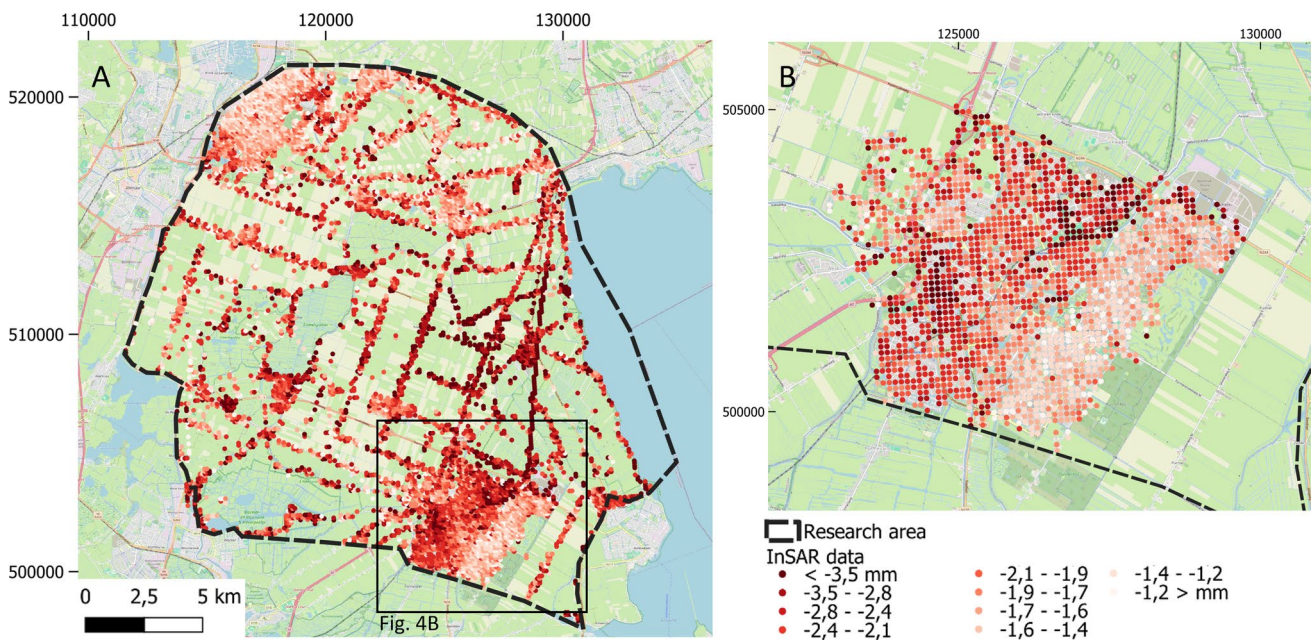 110000
120000
130000
A
520000
510000
500000
0 2,5 5 km
Fig. 4B
B
125000
130000
505000
500000
Research area
InSAR data
< -3,5 mm
-3,5 - -2,8
-2,8 - -2,4
-2,4 - -2,1
-2,1 - -1,9
-1,9 - -1,7
-1,7 - -1,6
-1,6 - -1,4
-1,4 - -1,2
-1,2 > mm